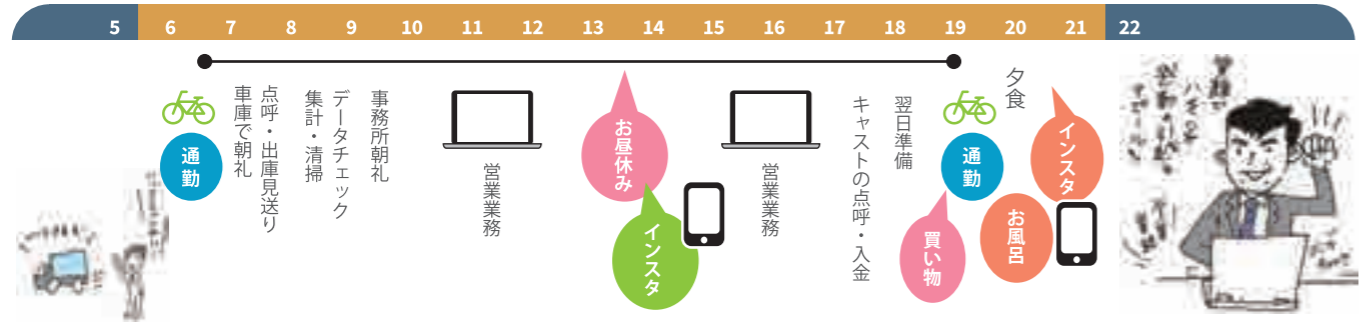 5 6 7 8 9 10 11 12 13 14 15 16 17 18 19 20 21 22
通勤
点呼・出庫見送り
車庫で朝礼
データチェック
集計・清掃
事務所朝礼
営業業務
お昼休み
インスタ
営業業務
キャストの点呼・入金
翌日準備
買い物
通勤
夕食
お風呂
インスタ